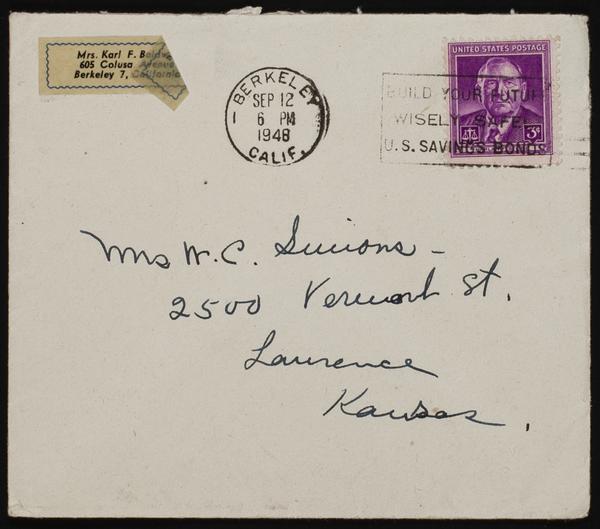 Mrs. Karl F.
605 Colusa Avenue
Berkeley 7, California
BERKELEY
SEP 12
6 PM
1948
CALIF.
UNITED STATES POSTAGE
3¢
BUILD YOUR FUTURE
WISELY SAFELY
U.S. SAVINGS BONDS
Mrs W. C. Simons -
2500 Vermont St.
Lawrence
Kansas.